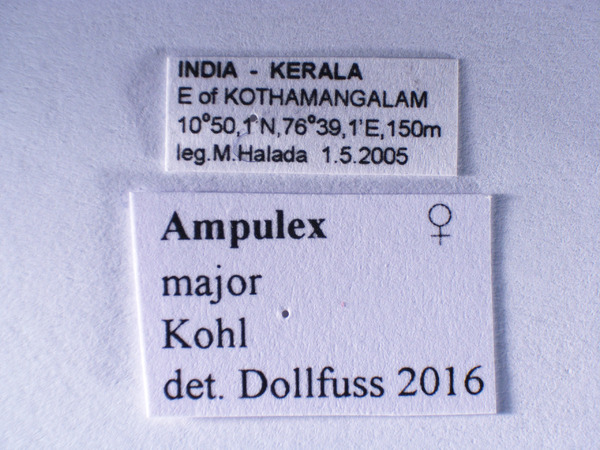 INDIA - KERALA
E of KOTHAMANGALAM
10°50,1'N,76°39,1'E,150m
leg.M.Halada 1.5.2005
Ampulex ♀
major
Kohl
det. Dollfuss 2016